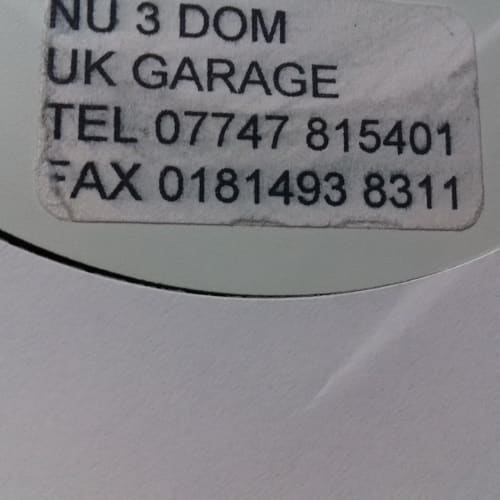 NU 3 DOM
UK GARAGE
TEL 07747 815401
FAX 0181493 8311